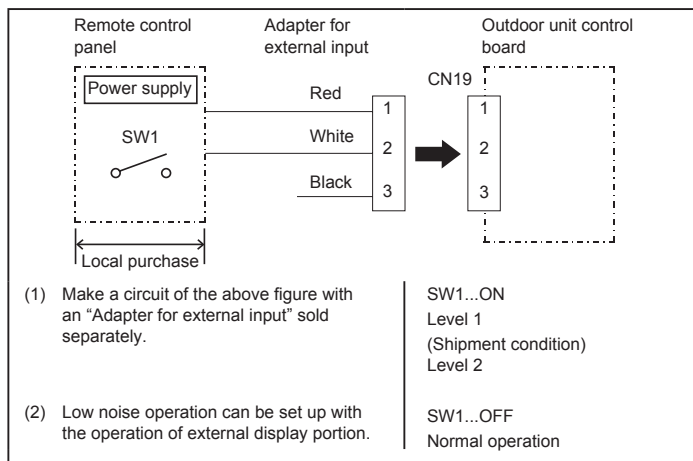 Remote control
panel
Adapter for
external input
Outdoor unit control
board
Power supply
SW1
Red
White
Black
1
2
3
CN19
1
2
3
Local purchase
(1) Make a circuit of the above figure with
an “Adapter for external input” sold
separately.
SW1...ON
Level 1
(Shipment condition)
Level 2
(2) Low noise operation can be set up with
the operation of external display portion.
SW1...OFF
Normal operation